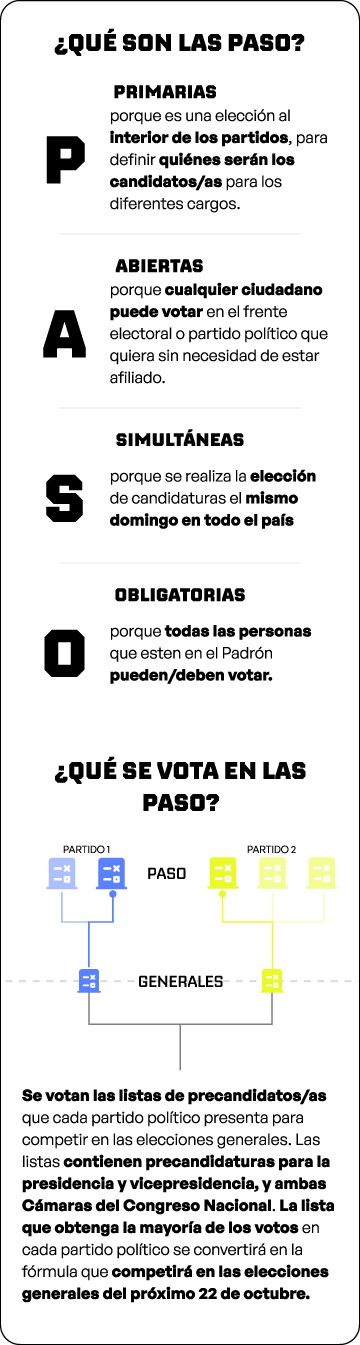 ¿QUÉ SON LAS PASO?
P
PRIMARIAS
porque es una elección al
interior de los partidos, para
definir quiénes serán los
candidatos/as para los
diferentes cargos.
A
ABIERTAS
porque cualquier ciudadano
puede votar en el frente
electoral o partido político que
quiera sin necesidad de estar
afiliado.
S
SIMULTÁNEAS
porque se realiza la elección
de candidaturas el mismo
domingo en todo el país
O
OBLIGATORIAS
porque todas las personas
que esten en el Padrón
pueden/deben votar.
¿QUÉ SE VOTA EN LAS
PASO?
PARTIDO 1
PARTIDO 2
PASO
GENERALES
Se votan las listas de precandidatos/as
que cada partido político presenta para
competir en las elecciones generales. Las
listas contienen precandidaturas para la
presidencia y vicepresidencia, y ambas
Cámaras del Congreso Nacional. La lista
que obtenga la mayoría de los votos en
cada partido político se convertirá en la
fórmula que competirá en las elecciones
generales del próximo 22 de octubre.